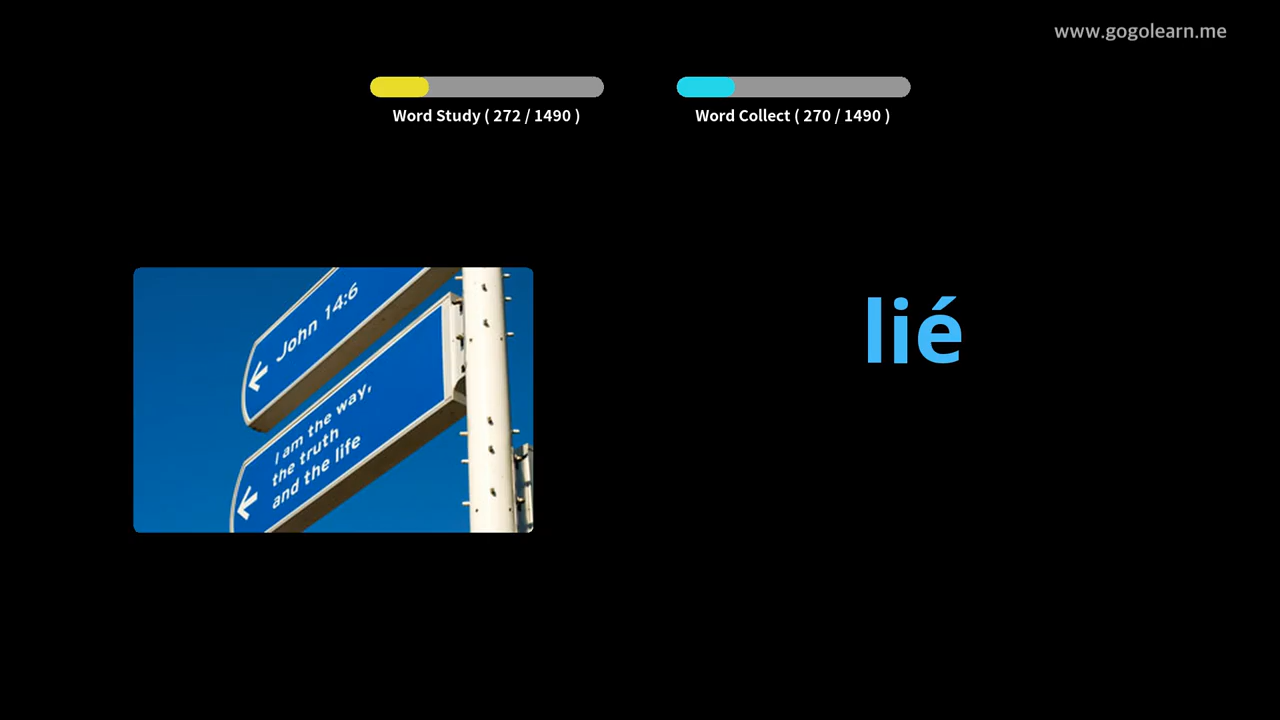 www.gogolearn.me
Word Study ( 272 / 1490 )
Word Collect ( 270 / 1490 )
John 14:6
I am the way,
the truth
and the life
lié